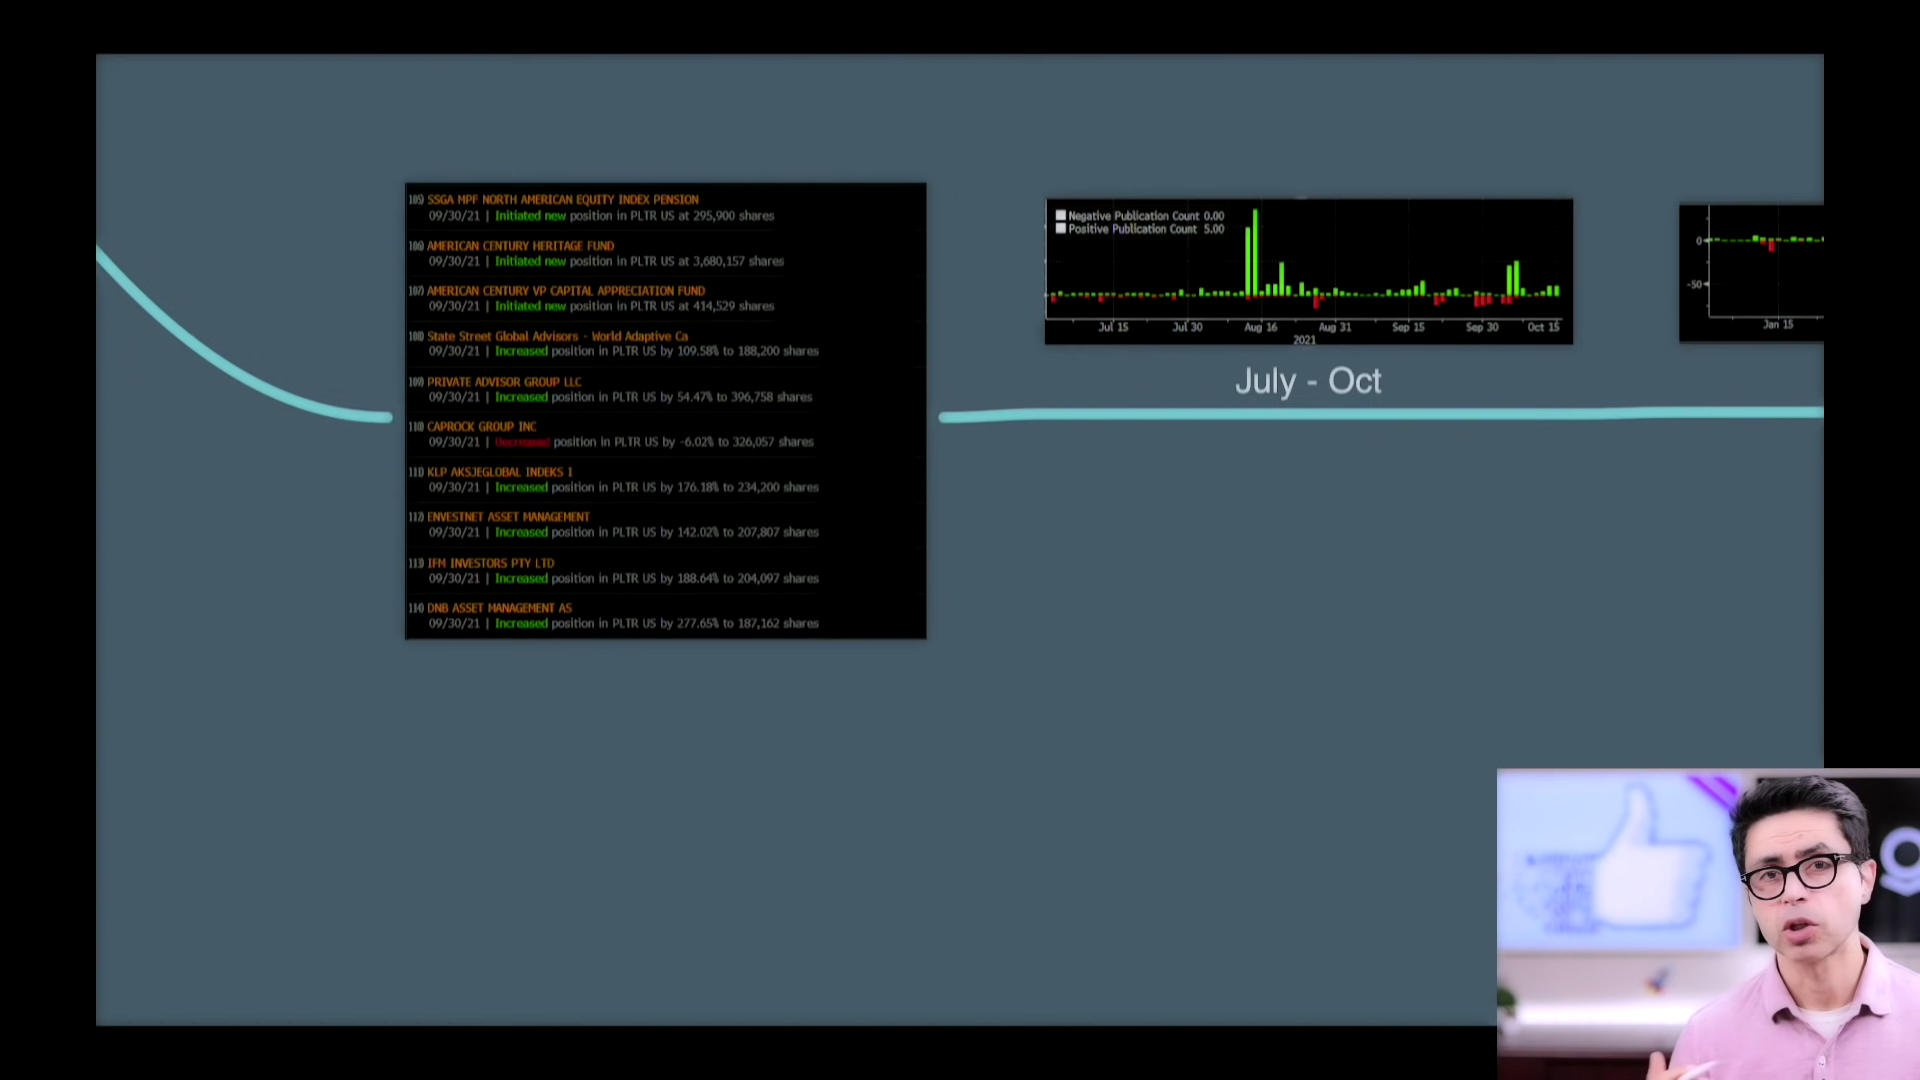 105) SSGA MPF NORTH AMERICAN EQUITY INDEX PENSION
09/30/21 | Initiated new position in PLTR US at 295,900 shares
106) AMERICAN CENTURY HERITAGE FUND
09/30/21 | Initiated new position in PLTR US at 3,680,157 shares
107) AMERICAN CENTURY VP CAPITAL APPRECIATION FUND
09/30/21 | Initiated new position in PLTR US at 414,529 shares
108) State Street Global Advisors - World Adaptive Ca
09/30/21 | Increased position in PLTR US by 109.58% to 188,200 shares
109) PRIVATE ADVISOR GROUP LLC
09/30/21 | Increased position in PLTR US by 54.47% to 396,758 shares
110) CAPROCK GROUP INC
09/30/21 | Decreased position in PLTR US by -6.02% to 326,057 shares
111) KLP AKSJEGLOBAL INDEKS I
09/30/21 | Increased position in PLTR US by 176.18% to 234,200 shares
112) ENVESTNET ASSET MANAGEMENT
09/30/21 | Increased position in PLTR US by 142.02% to 207,807 shares
113) IFM INVESTORS PTY LTD
09/30/21 | Increased position in PLTR US by 188.64% to 204,097 shares
114) DNB ASSET MANAGEMENT AS
09/30/21 | Increased position in PLTR US by 277.65% to 187,162 shares
Negative Publication Count 0.00
Positive Publication Count 5.00
Jul 15 Jul 30 Aug 16 Aug 31 Sep 15 Sep 30 Oct 15
2021
July - Oct
0
-50
Jan 15